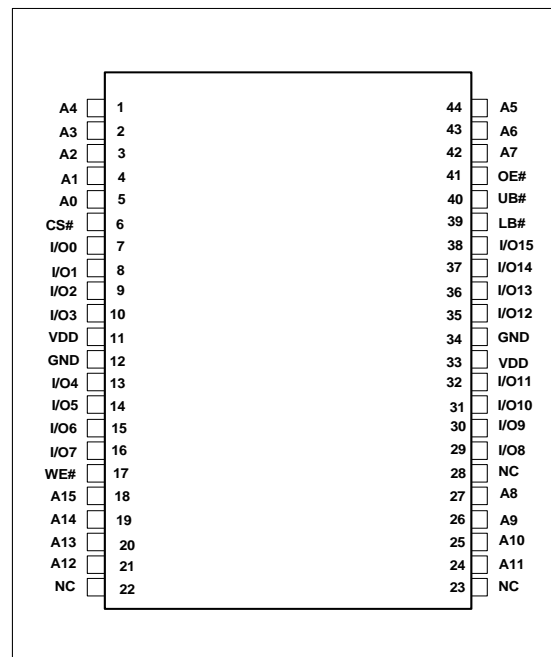 A4 1 44 A5
A3 2 43 A6
A2 3 42 A7
A1 4 41 OE#
A0 5 40 UB#
CS# 6 39 LB#
I/O0 7 38 I/O15
I/O1 8 37 I/O14
I/O2 9 36 I/O13
I/O3 10 35 I/O12
VDD 11 34 GND
GND 12 33 VDD
I/O4 13 32 I/O11
I/O5 14 31 I/O10
I/O6 15 30 I/O9
I/O7 16 29 I/O8
WE# 17 28 NC
A15 18 27 A8
A14 19 26 A9
A13 20 25 A10
A12 21 24 A11
NC 22 23 NC